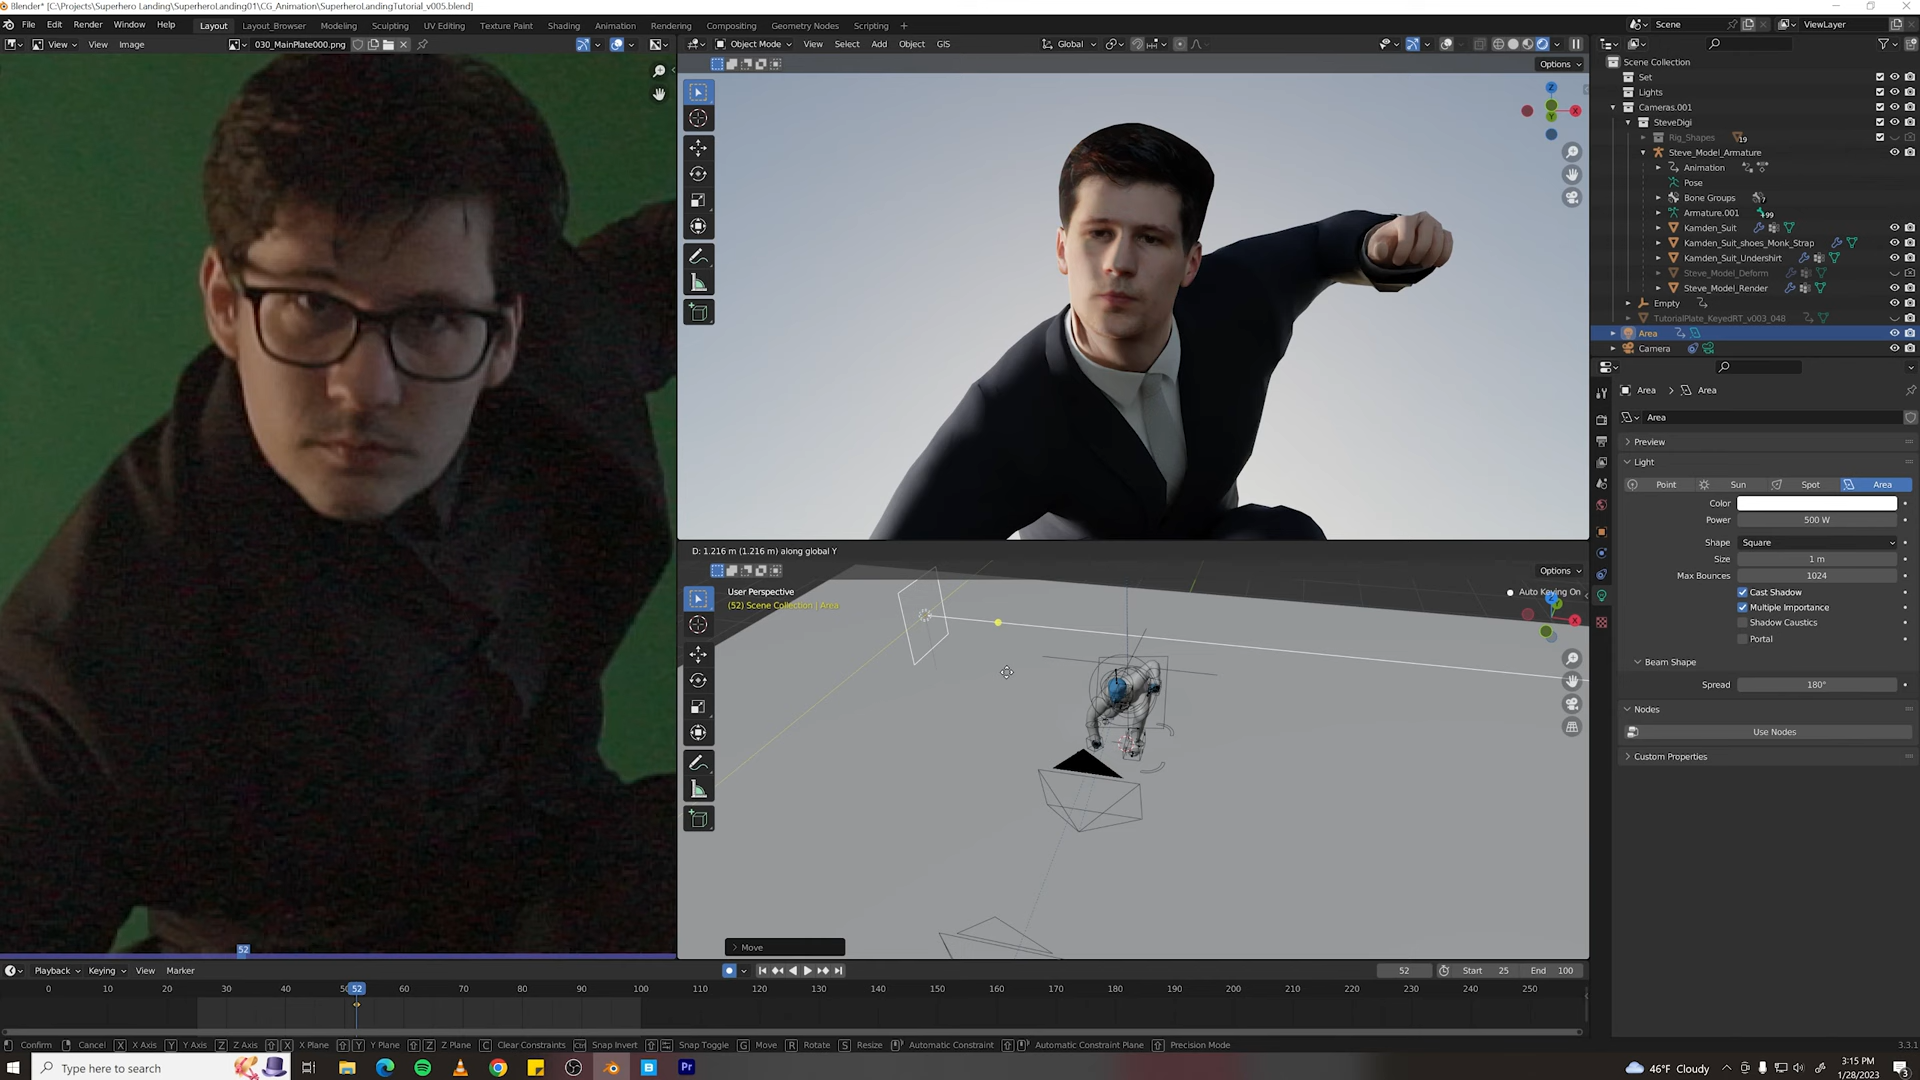 Blender* [C:\Projects\Superhero Landing\SuperheroLanding01\CG_Animation\SuperheroLandingTutorial_v005.blend]
File Edit Render Window Help Layout Layout_Browser Modeling Sculpting UV Editing Texture Paint Shading Animation Rendering Compositing Geometry Nodes Scripting +
Scene ViewLayer
View View Image 030_MainPlate000.png
Object Mode View Select Add Object GIS Global
Options
Z
X
Y
Scene Collection
Set
Lights
Cameras.001
SteveDigi
Rig_Shapes 19
Steve_Model_Armature
Animation
Pose
Bone Groups
Armature.001 +99
Kamden_Suit
Kamden_Suit_shoes_Monk_Strap
Kamden_Suit_Undershirt
Steve_Model_Deform
Steve_Model_Render
Empty
TutorialPlate_KeyedRT_v003_048
Area
Camera
Area > Area
Area
Preview
Light
Point Sun Spot Area
Color
Power 500 W
Shape Square
Size 1 m
Max Bounces 1024
Cast Shadow
Multiple Importance
Shadow Caustics
Portal
Beam Shape
Spread 180°
Nodes
Use Nodes
Custom Properties
D: 1.216 m (1.216 m) along global Y
Options
User Perspective
(52) Scene Collection | Area
Auto Keying On
X
Move
52
Playback Keying View Marker
52 Start 25 End 100
0 10 20 30 40 52 60 70 80 90 100 110 120 130 140 150 160 170 180 190 200 210 220 230 240 250
Confirm Cancel X X Axis Y Y Axis Z Z Axis X X Plane Y Y Plane Z Z Plane C Clear Constraints Ctrl Snap Invert Snap Toggle G Move R Rotate S Resize Automatic Constraint Automatic Constraint Plane Precision Mode
3.3.1
Type here to search
46°F Cloudy
3:15 PM
1/28/2023
3